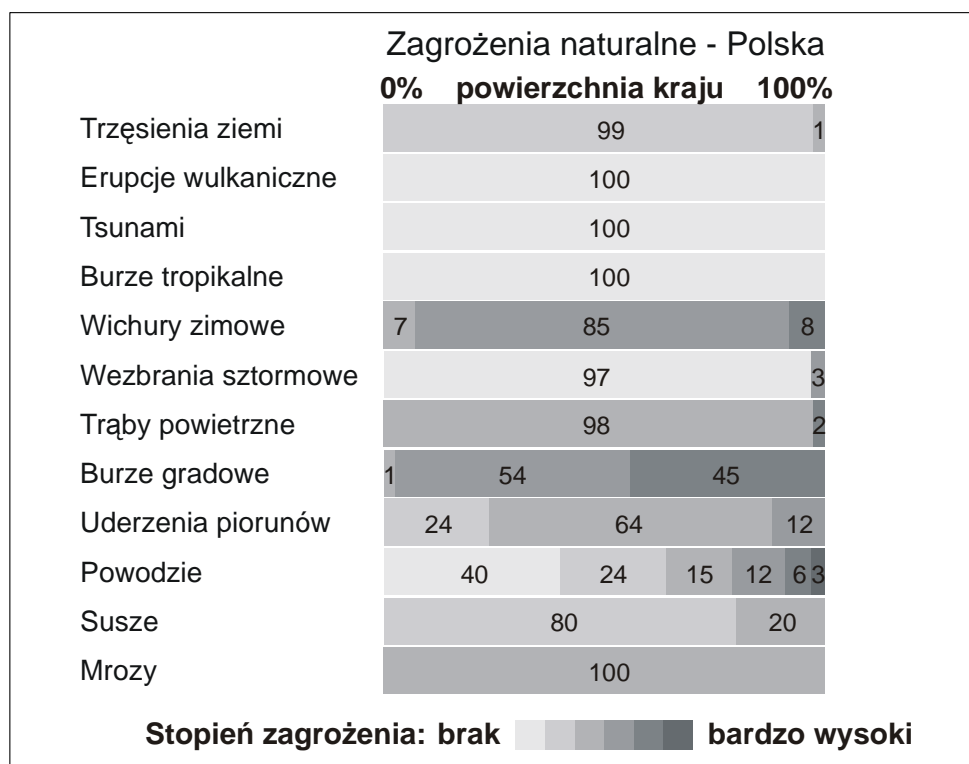 Zagrożenia naturalne - Polska
0% powierzchnia kraju 100%
Trzęsienia ziemi 99 1
Erupcje wulkaniczne 100
Tsunami 100
Burze tropikalne 100
Wichury zimowe 7 85 8
Wezbrania sztormowe 97 3
Trąby powietrzne 98 2
Burze gradowe 1 54 45
Uderzenia piorunów 24 64 12
Powodzie 40 24 15 12 6 3
Susze 80 20
Mrozy 100
Stopień zagrożenia: brak bardzo wysoki